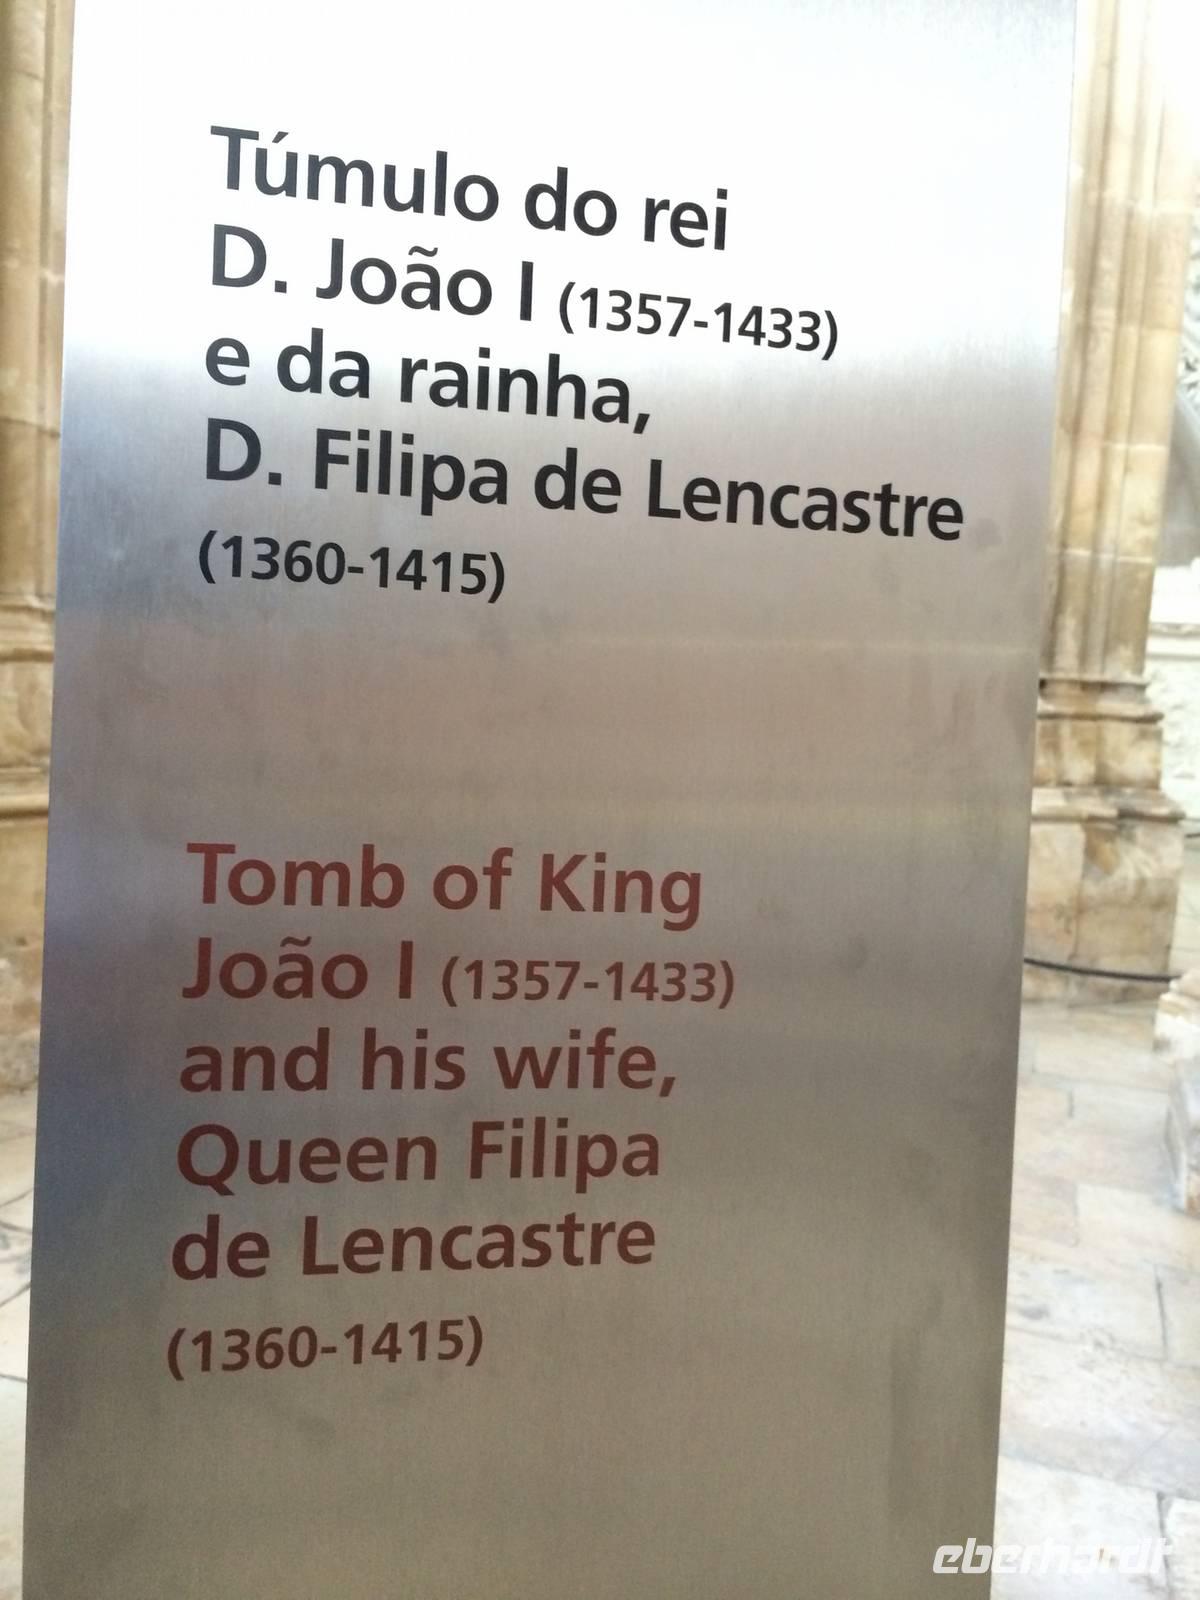 Túmulo do rei
D. João I (1357-1433)
e da rainha,
D. Filipa de Lencastre
(1360-1415)
Tomb of King
João I (1357-1433)
and his wife,
Queen Filipa
de Lencastre
(1360-1415)
eberhardt